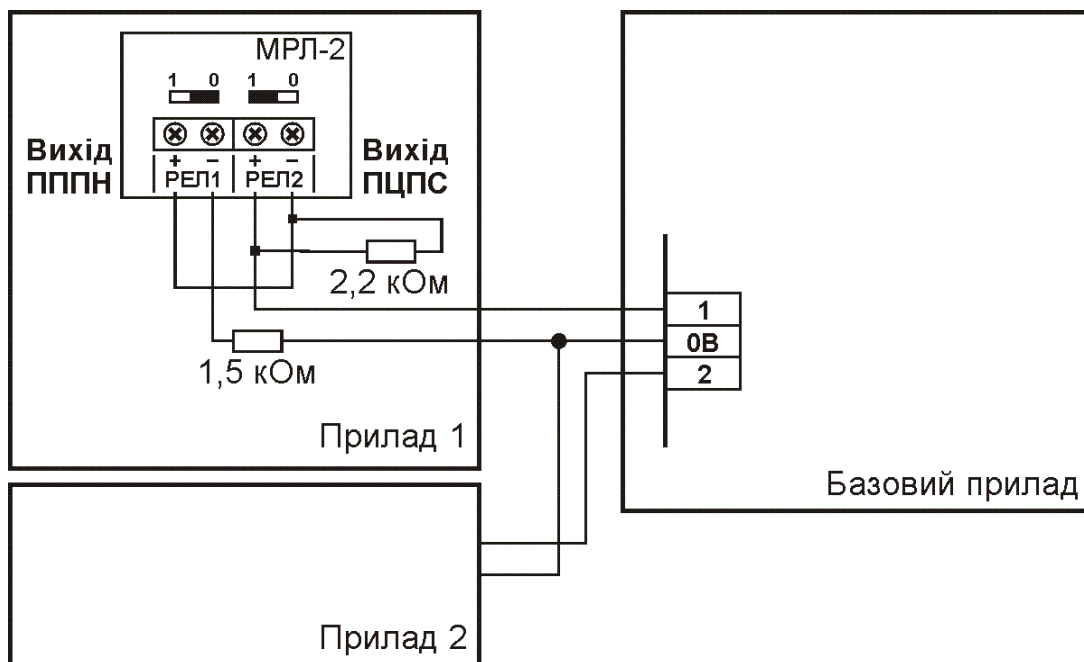 МРЛ-2
1 0 1 0
Вихід
ПППН
Вихід
ПЦПС
+ − + −
РЕЛ1 РЕЛ2
2,2 кОм
1,5 кОм
Прилад 1
1
0В
2
Базовий прилад
Прилад 2